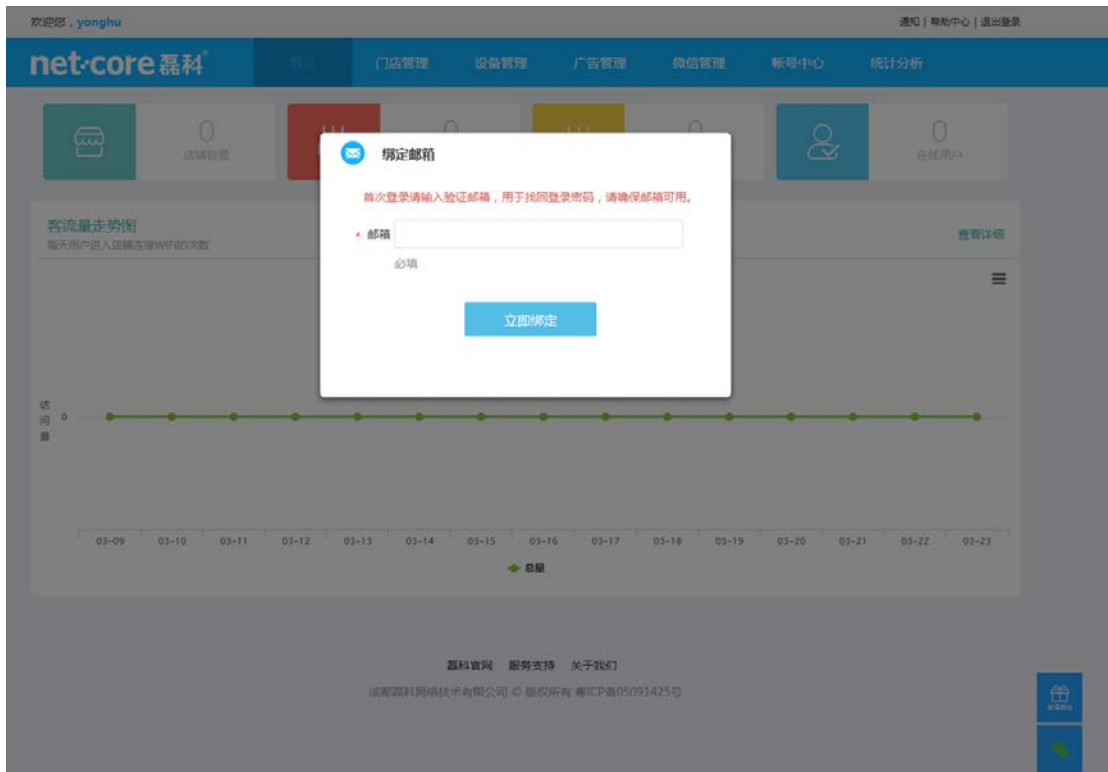 欢迎您，yonghu
通知 | 帮助中心 | 退出登录
net·core磊科
首页 门店管理 设备管理 广告管理 微信管理 帐号中心 统计分析
0
店铺数量
0
0
0
在线用户
绑定邮箱
首次登录请输入验证邮箱，用于找回登录密码，请确保邮箱可用。
* 邮箱
必填
立即绑定
客流量走势图
每天用户进入店铺连接WIFI的次数
查看详细
访问量
0
03-09 03-10 03-11 03-12 03-13 03-14 03-15 03-16 03-17 03-18 03-19 03-20 03-21 03-22 03-23
总量
磊科官网 服务支持 关于我们
成都磊科网络技术有限公司 © 版权所有 粤ICP备05091425号